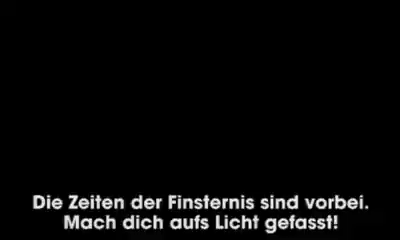 Die Zeiten der Finsternis sind vorbei.
Mach dich aufs Licht gefasst!